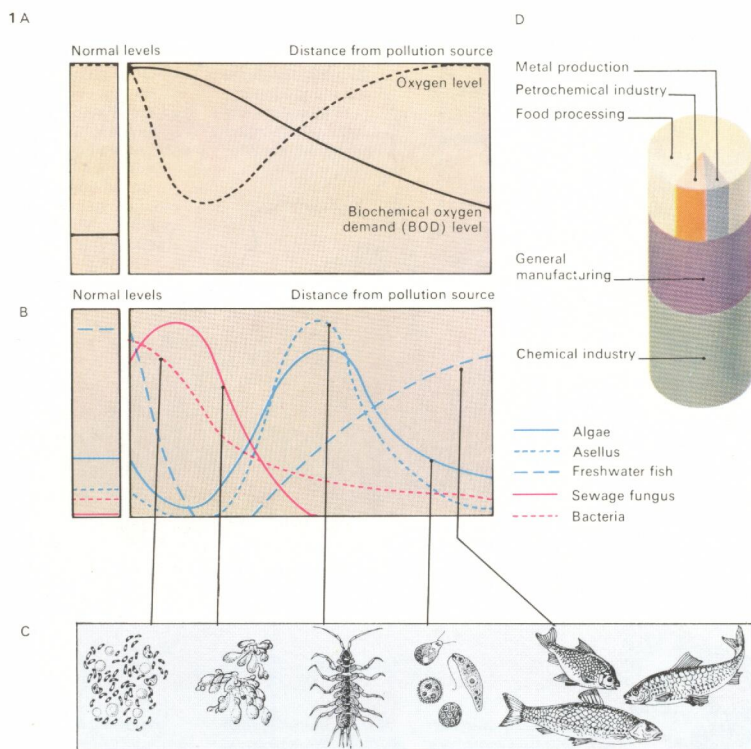 1 A
Normal levels
Distance from pollution source
Oxygen level
Biochemical oxygen
demand (BOD) level
B
Normal levels
Distance from pollution source
C
D
Metal production
Petrochemical industry
Food processing
General
manufacturing
Chemical industry
Algae
Asellus
Freshwater fish
Sewage fungus
Bacteria